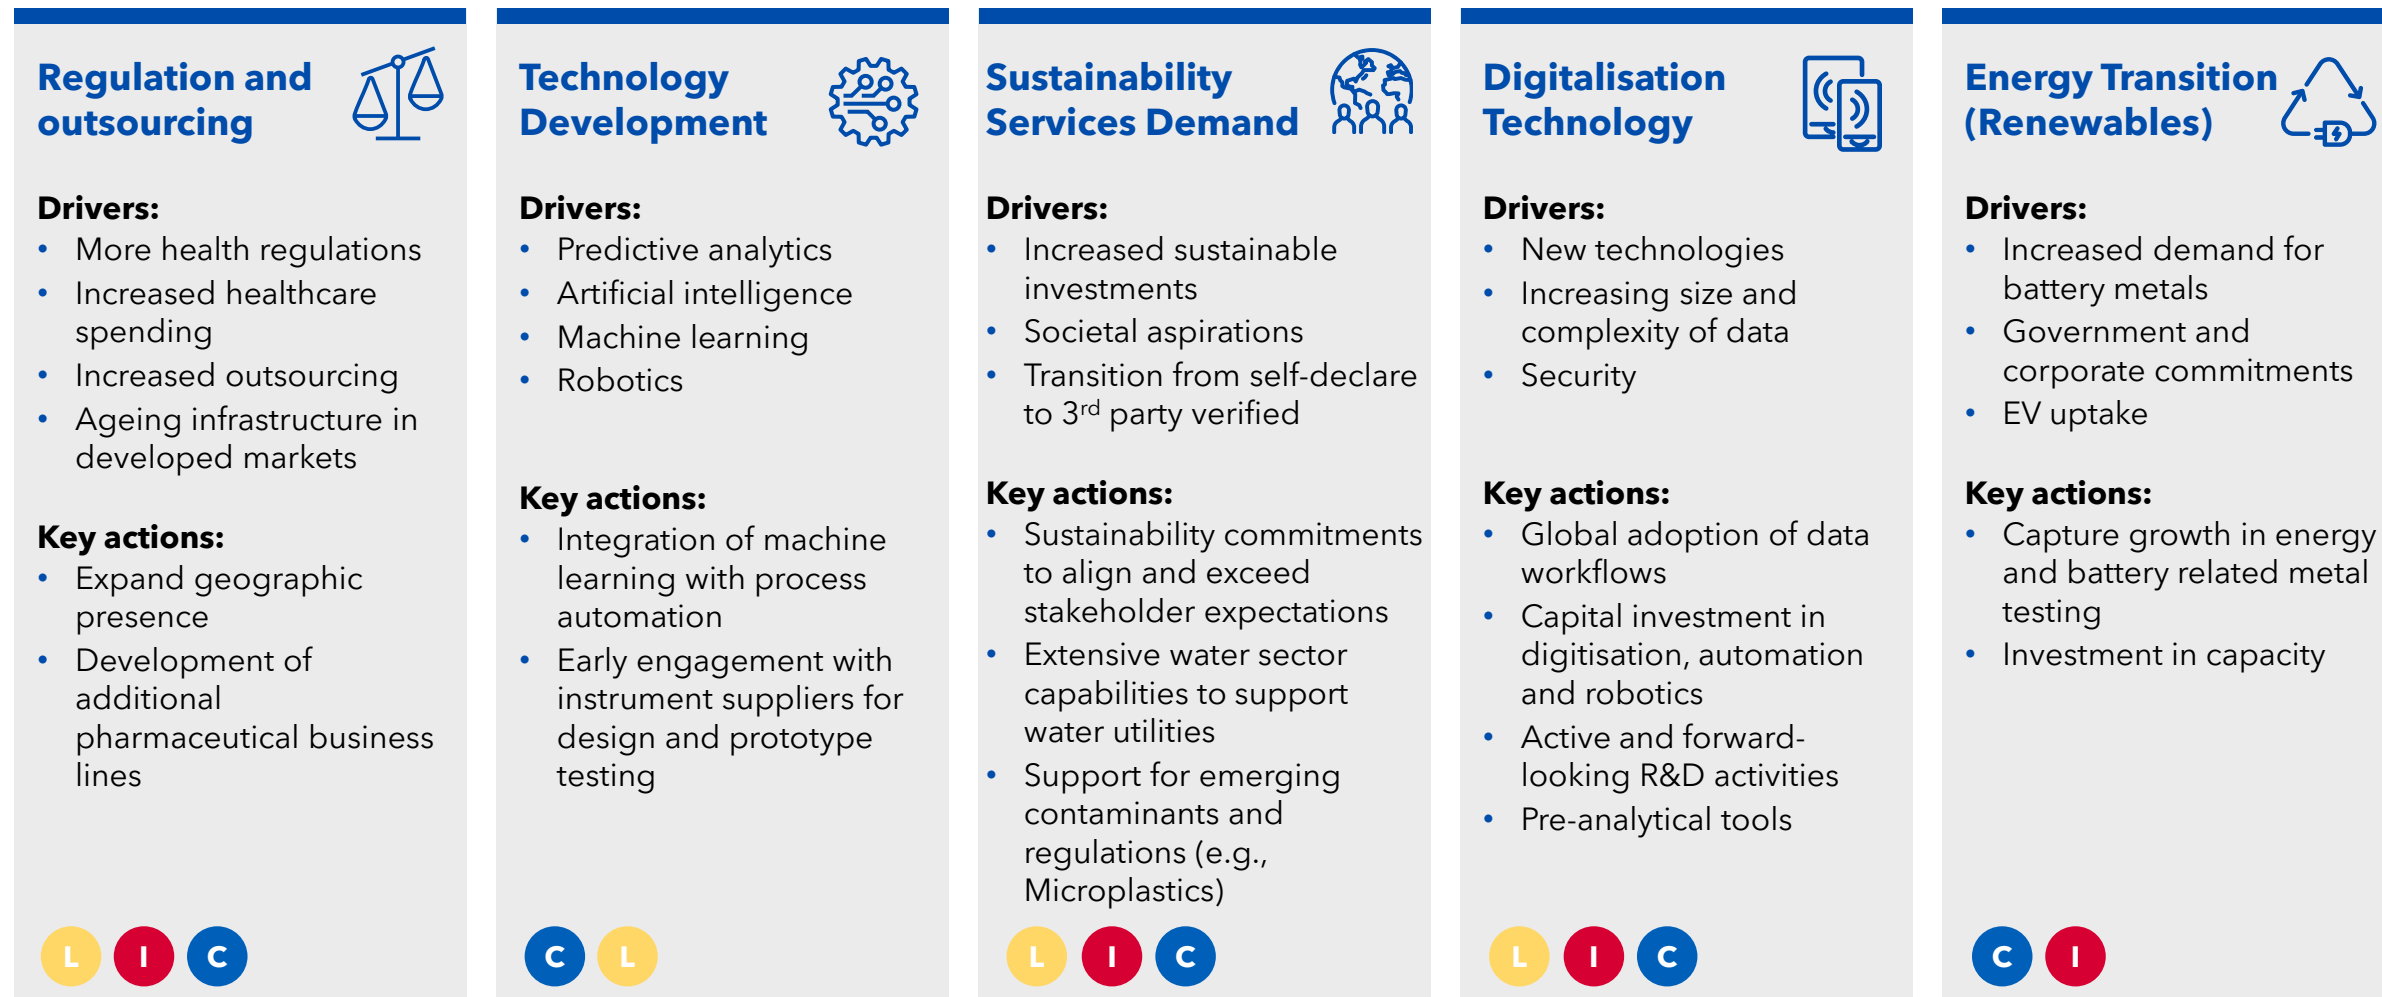 Regulation and
outsourcing
Drivers:
• More health regulations
• Increased healthcare
spending
• Increased outsourcing
• Ageing infrastructure in
developed markets
Key actions:
• Expand geographic
presence
• Development of
additional
pharmaceutical business
lines
L I C
Technology
Development
Drivers:
• Predictive analytics
• Artificial intelligence
• Machine learning
• Robotics
Key actions:
• Integration of machine
learning with process
automation
• Early engagement with
instrument suppliers for
design and prototype
testing
C L
Sustainability
Services Demand
Drivers:
• Increased sustainable
investments
• Societal aspirations
• Transition from self-declare
to 3rd party verified
Key actions:
• Sustainability commitments
to align and exceed
stakeholder expectations
• Extensive water sector
capabilities to support
water utilities
• Support for emerging
contaminants and
regulations (e.g.,
Microplastics)
L I C
Digitalisation
Technology
Drivers:
• New technologies
• Increasing size and
complexity of data
• Security
Key actions:
• Global adoption of data
workflows
• Capital investment in
digitisation, automation
and robotics
• Active and forward-
looking R&D activities
• Pre-analytical tools
L I C
Energy Transition
(Renewables)
Drivers:
• Increased demand for
battery metals
• Government and
corporate commitments
• EV uptake
Key actions:
• Capture growth in energy
and battery related metal
testing
• Investment in capacity
C I